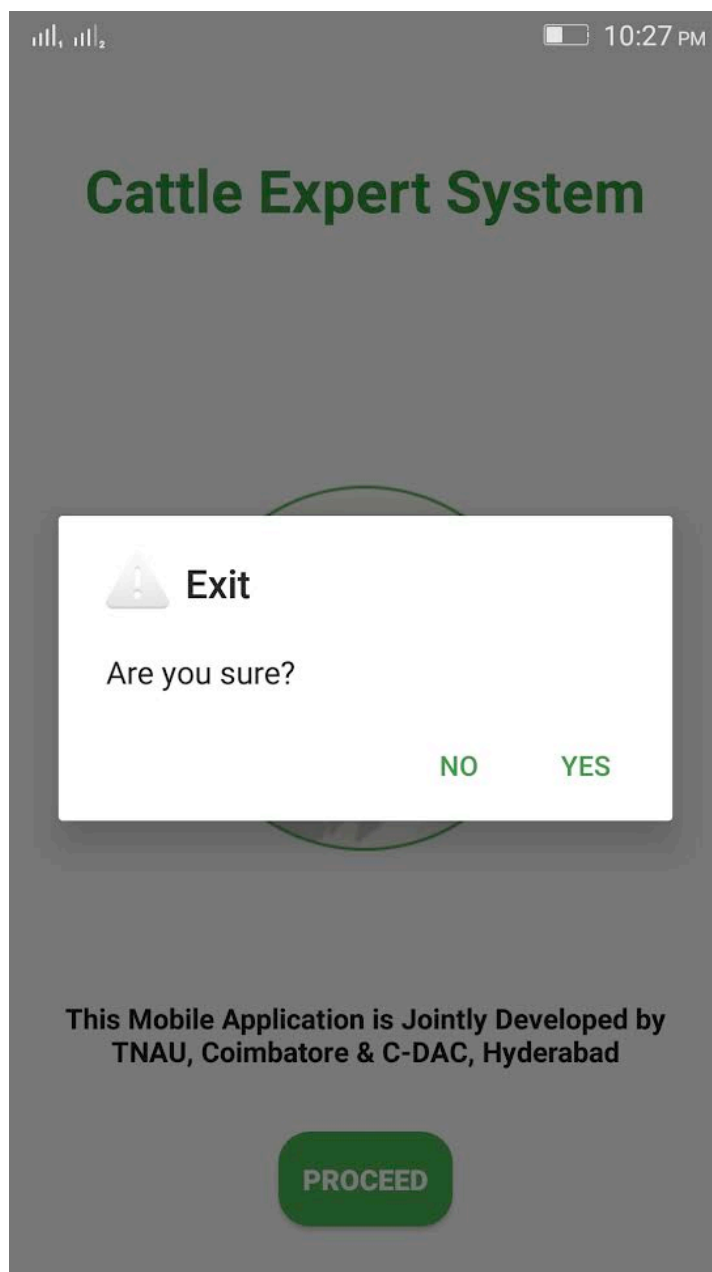 10:27 PM
Cattle Expert System
Exit
Are you sure?
NO YES
This Mobile Application is Jointly Developed by
TNAU, Coimbatore & C-DAC, Hyderabad
PROCEED